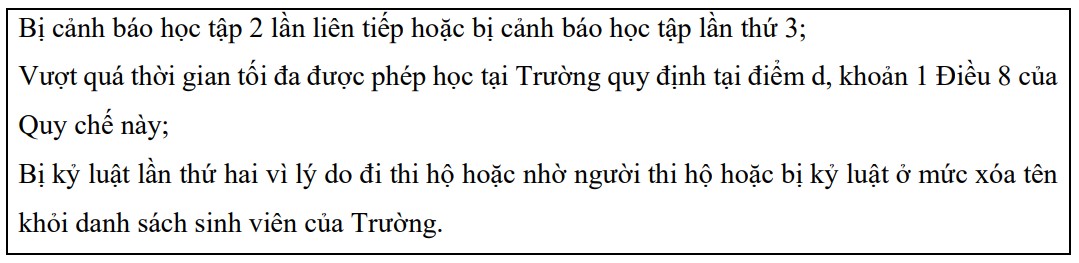 Bị cảnh báo học tập 2 lần liên tiếp hoặc bị cảnh báo học tập lần thứ 3;
Vượt quá thời gian tối đa được phép học tại Trường quy định tại điểm d, khoản 1 Điều 8 của
Quy chế này;
Bị kỷ luật lần thứ hai vì lý do đi thi hộ hoặc nhờ người thi hộ hoặc bị kỷ luật ở mức xóa tên
khỏi danh sách sinh viên của Trường.